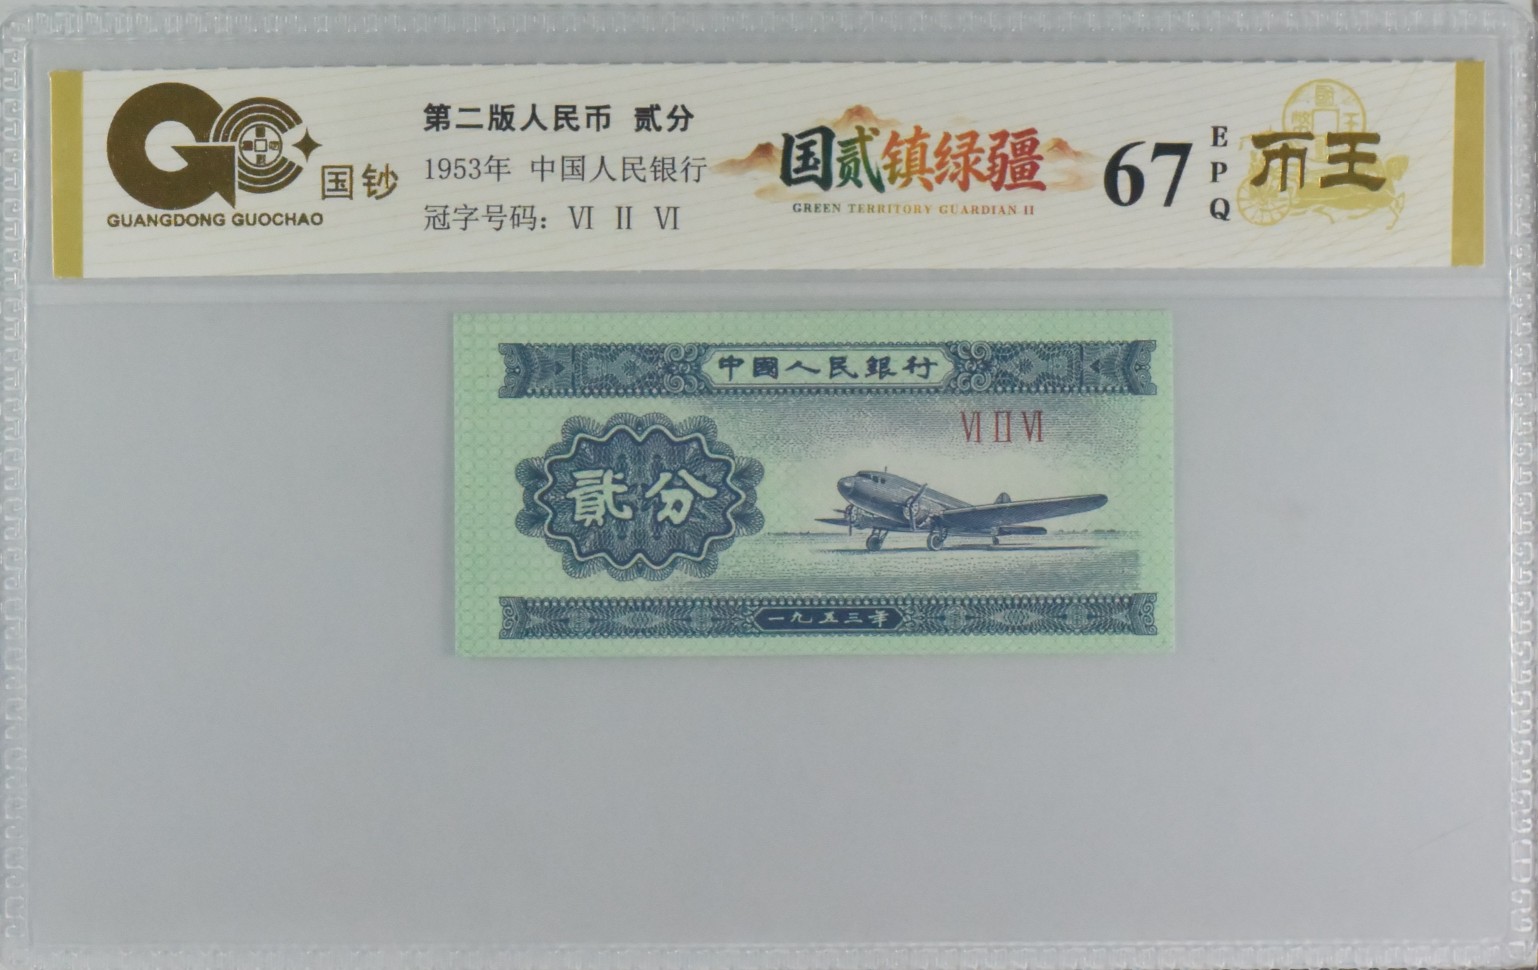 国钞
GUANGDONG GUOCHAO
第二版人民币 贰分
1953年 中国人民银行
冠字号码：Ⅵ Ⅱ Ⅵ
国贰镇绿疆
GREEN TERRITORY GUARDIAN II
67
EPQ
币王
中國人民銀行
Ⅵ Ⅱ Ⅵ
貳分
一九五三年